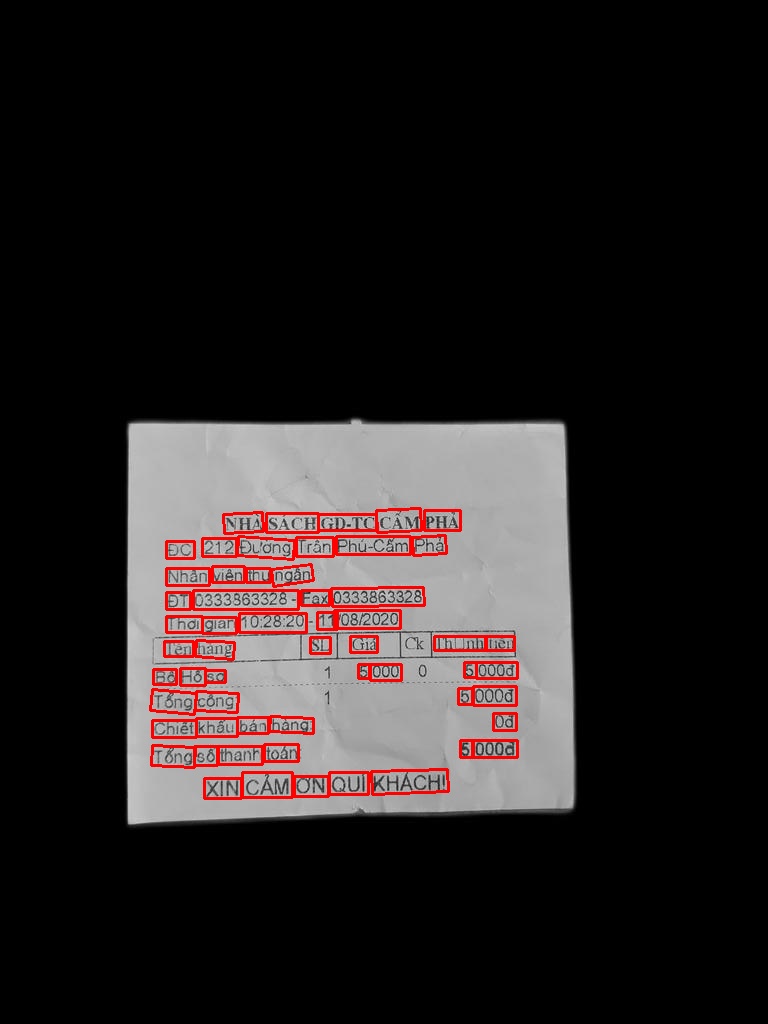 NHÀ SÁCH GD-TC CẨM PHẢ
ĐC 212 Đường Trần Phú-Cẩm Phả
Nhân viên thu ngân
ĐT 0333863328 - Fax 0333863328
Thời gian 10:28:20 - 11/08/2020
Tên hàng SL Giá Ck Thành tiền
Bộ Hồ sơ 1 5,000 0 5,000đ
Tổng cộng 1 5,000đ
Chiết khấu bán hàng: 0đ
Tổng số thanh toán: 5,000đ
XIN CẢM ƠN QUÍ KHÁCH!